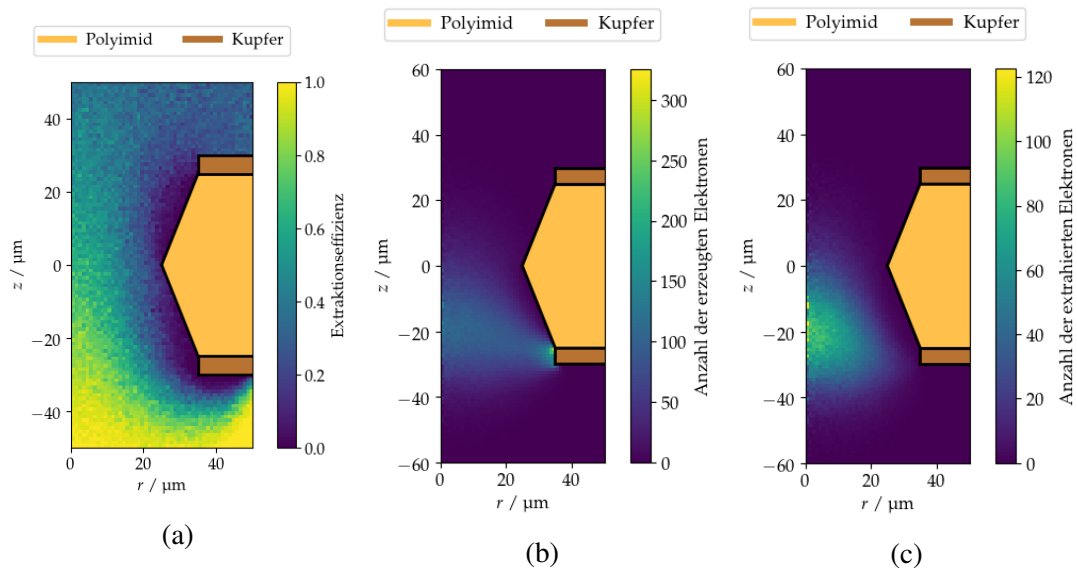 Polyimid Kupfer
1.0
0.8
0.6
0.4
0.2
0.0
Extraktionseffizienz
40
20
0
−20
−40
z / µm
0 20 40
r / µm
(a)
Polyimid Kupfer
300
250
200
150
100
50
0
Anzahl der erzeugten Elektronen
60
40
20
0
−20
−40
−60
z / µm
0 20 40
r / µm
(b)
Polyimid Kupfer
120
100
80
60
40
20
0
Anzahl der extrahierten Elektronen
60
40
20
0
−20
−40
−60
z / µm
0 20 40
r / µm
(c)